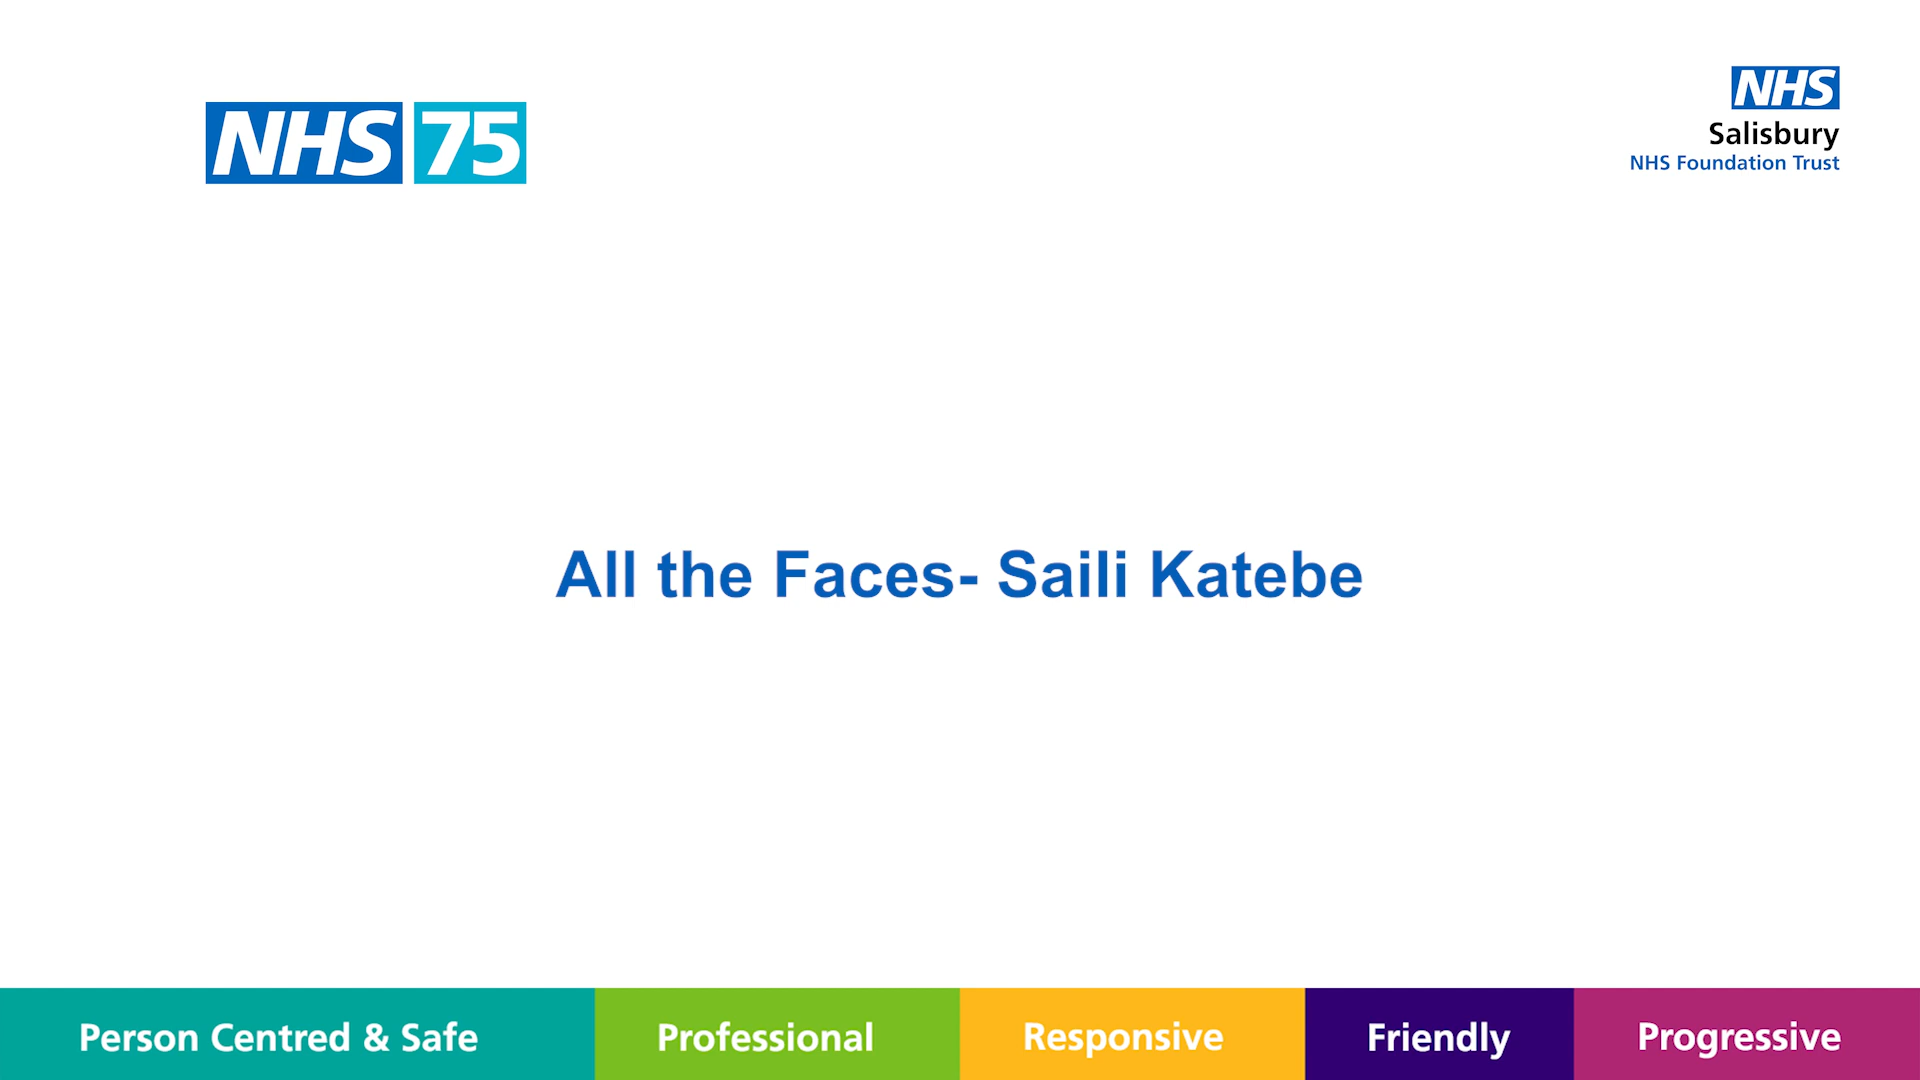 NHS 75
NHS
Salisbury
NHS Foundation Trust
All the Faces- Saili Katebe
Person Centred & Safe
Professional
Responsive
Friendly
Progressive